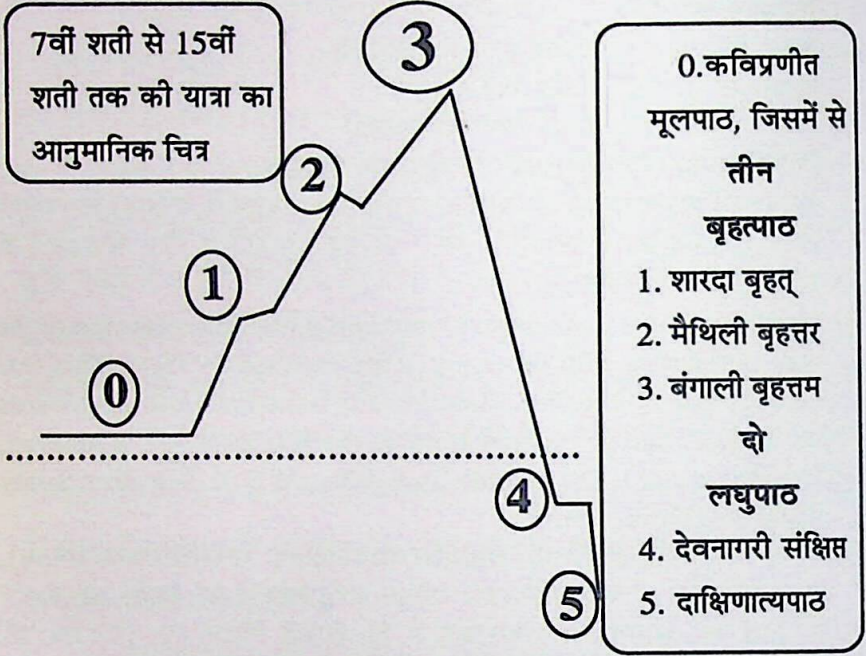 7वीं शती से 15वीं
शती तक की यात्रा का
आनुमानिक चित्र
3
2
1
0
4
5
0.कविप्रणीत
मूलपाठ, जिसमें से
तीन
बृहत्पाठ
1. शारदा बृहत्
2. मैथिली बृहत्तर
3. बंगाली बृहत्तम
दो
लघुपाठ
4. देवनागरी संक्षिप्त
5. दाक्षिणात्यपाठ